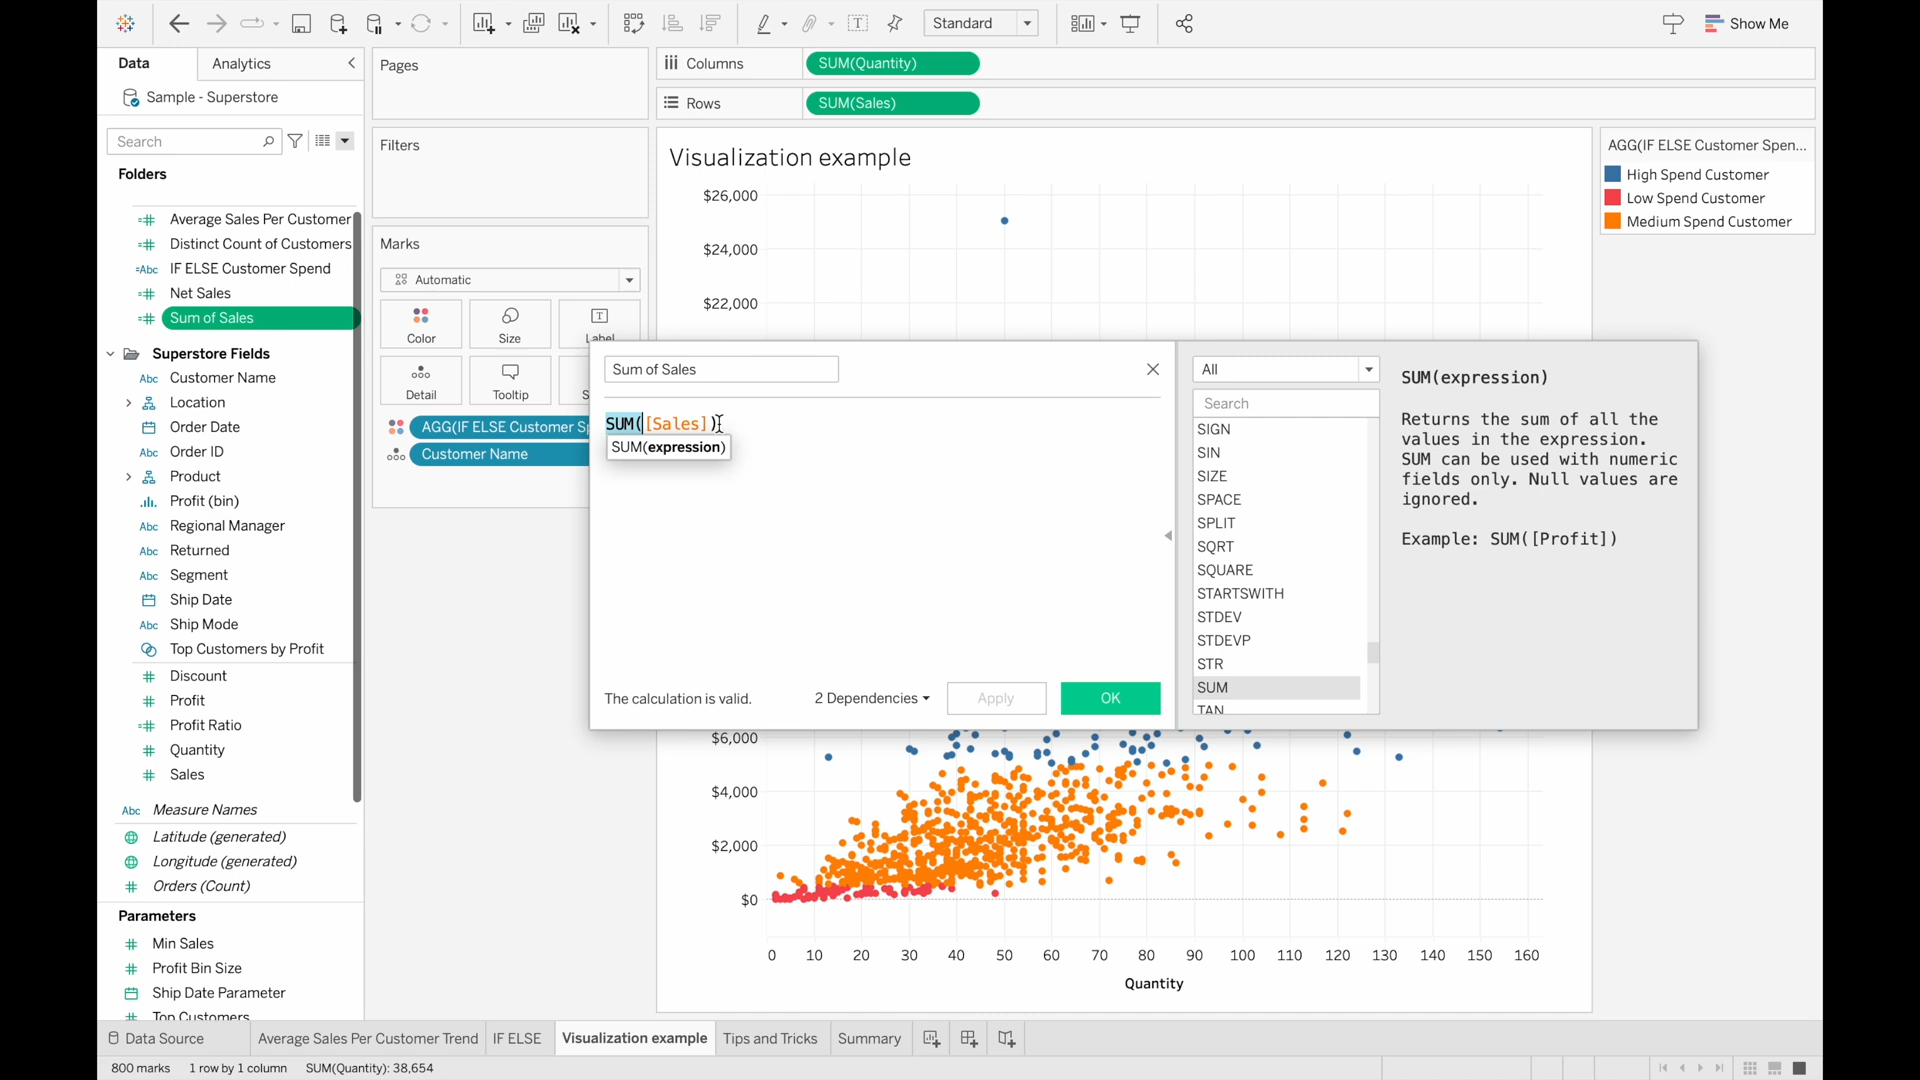 Standard
Show Me
Data
Analytics
Sample - Superstore
Search
Folders
Average Sales Per Customer
Distinct Count of Customers
=Abc IF ELSE Customer Spend
Net Sales
Sum of Sales
Superstore Fields
Abc Customer Name
Location
Order Date
Abc Order ID
Product
Profit (bin)
Abc Regional Manager
Abc Returned
Abc Segment
Ship Date
Abc Ship Mode
Top Customers by Profit
Discount
Profit
Profit Ratio
Quantity
Sales
Abc Measure Names
Latitude (generated)
Longitude (generated)
Orders (Count)
Parameters
Min Sales
Profit Bin Size
Ship Date Parameter
Top Customers
Pages
Filters
Marks
Automatic
Color
Size
Label
Detail
Tooltip
AGG(IF ELSE Customer Sp
Customer Name
Columns
SUM(Quantity)
Rows
SUM(Sales)
Visualization example
$26,000
$24,000
$22,000
$6,000
$4,000
$2,000
$0
0 10 20 30 40 50 60 70 80 90 100 110 120 130 140 150 160
Quantity
AGG(IF ELSE Customer Spen...
High Spend Customer
Low Spend Customer
Medium Spend Customer
Sum of Sales
SUM([Sales])
SUM(expression)
The calculation is valid.
2 Dependencies
Apply
OK
All
Search
SIGN
SIN
SIZE
SPACE
SPLIT
SQRT
SQUARE
STARTSWITH
STDEV
STDEVP
STR
SUM
TAN
SUM(expression)
Returns the sum of all the
values in the expression.
SUM can be used with numeric
fields only. Null values are
ignored.
Example: SUM([Profit])
Data Source
Average Sales Per Customer Trend
IF ELSE
Visualization example
Tips and Tricks
Summary
800 marks
1 row by 1 column
SUM(Quantity): 38,654